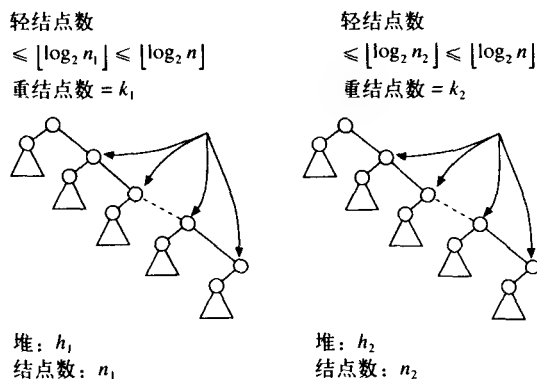 轻结点数
≤ ⌊log₂ n₁⌋ ≤ ⌊log₂ n⌋
重结点数 = k₁
轻结点数
≤ ⌊log₂ n₂⌋ ≤ ⌊log₂ n⌋
重结点数 = k₂
堆：h₁
结点数：n₁
堆：h₂
结点数：n₂